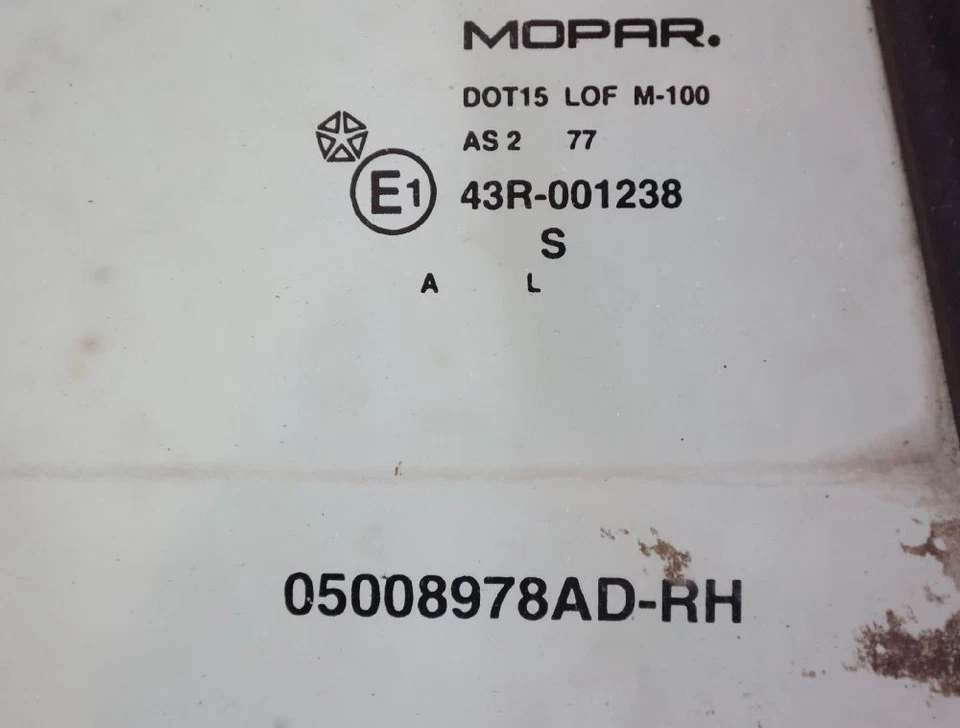 MOPAR.
DOT15 LOF M-100
AS 2 77
E1 43R-001238
S
A L
05008978AD-RH